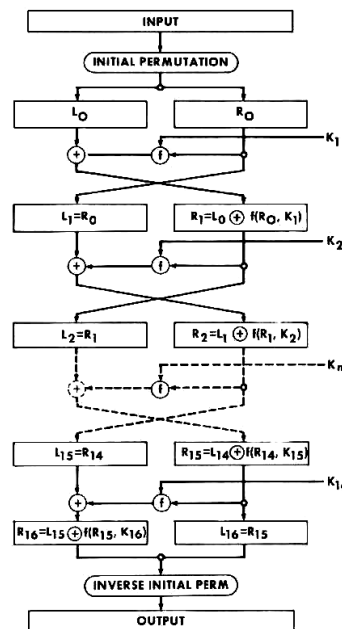 INPUT
INITIAL PERMUTATION
L0 R0
K1
+ f
L1=R0 R1=L0 ⊕ f(R0, K1)
K2
+ f
L2=R1 R2=L1 ⊕ f(R1, K2)
Kn
+ f
L15=R14 R15=L14 ⊕ f(R14, K15)
+ f
R16=L15 ⊕ f(R15, K16) L16=R15
INVERSE INITIAL PERM
OUTPUT